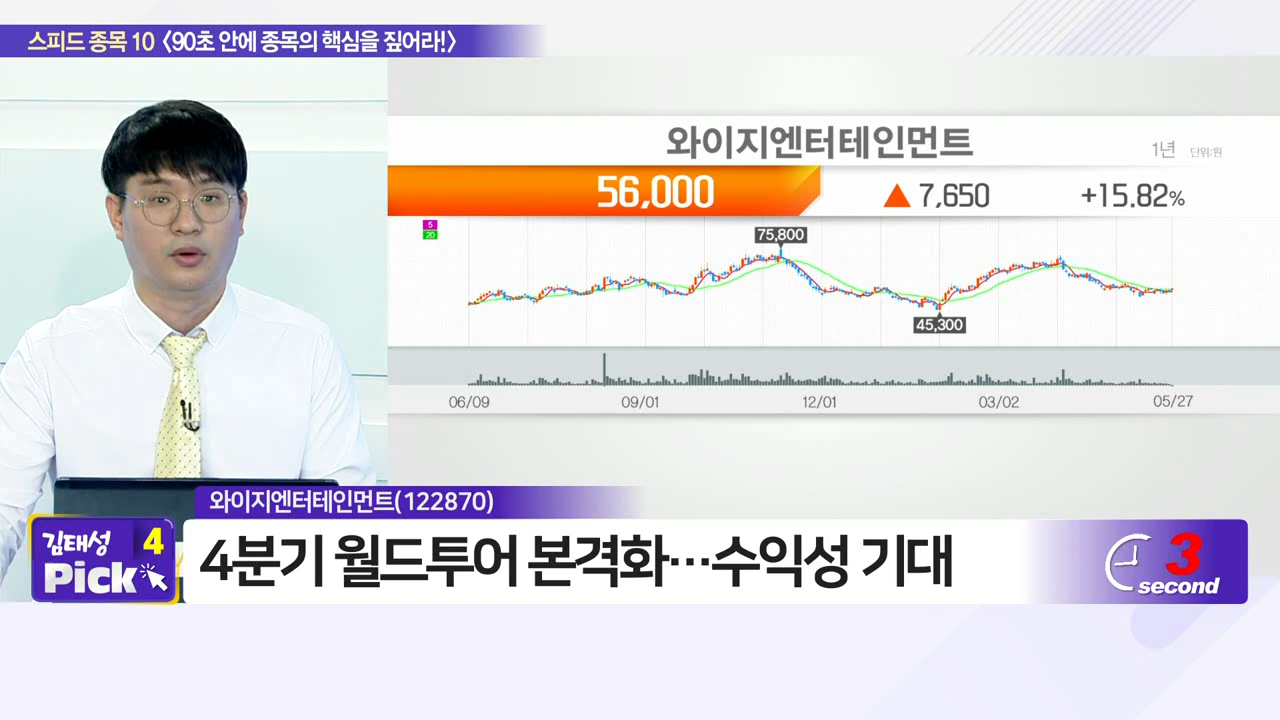 스피드 종목 10 <90초 안에 종목의 핵심을 짚어라!>
와이지엔터테인먼트
1년 단위:원
56,000 ▲ 7,650 +15.82%
5
20
75,800
45,300
06/09 09/01 12/01 03/02 05/27
와이지엔터테인먼트(122870)
김태성 4
Pick
4분기 월드투어 본격화…수익성 기대
3
second